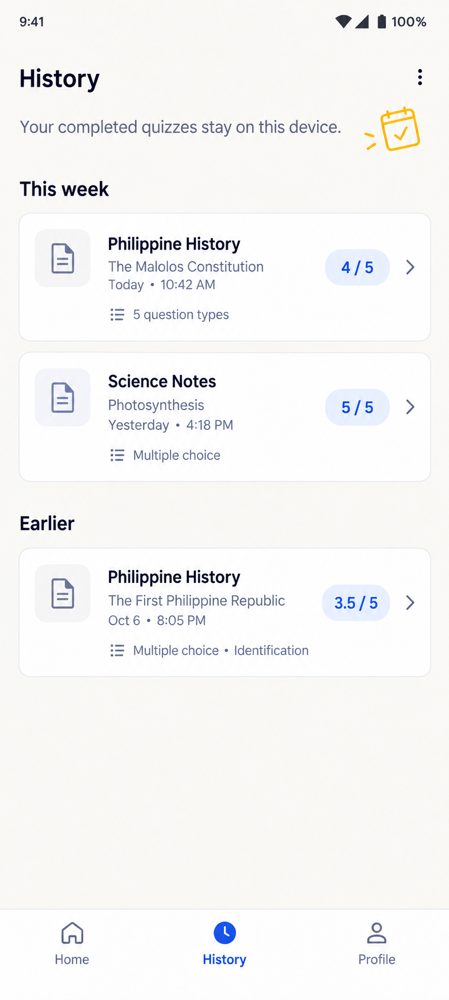 9:41
100%
History
Your completed quizzes stay on this device.
This week
Philippine History
The Malolos Constitution
Today • 10:42 AM
4 / 5
5 question types
Science Notes
Photosynthesis
Yesterday • 4:18 PM
5 / 5
Multiple choice
Earlier
Philippine History
The First Philippine Republic
Oct 6 • 8:05 PM
3.5 / 5
Multiple choice • Identification
Home
History
Profile